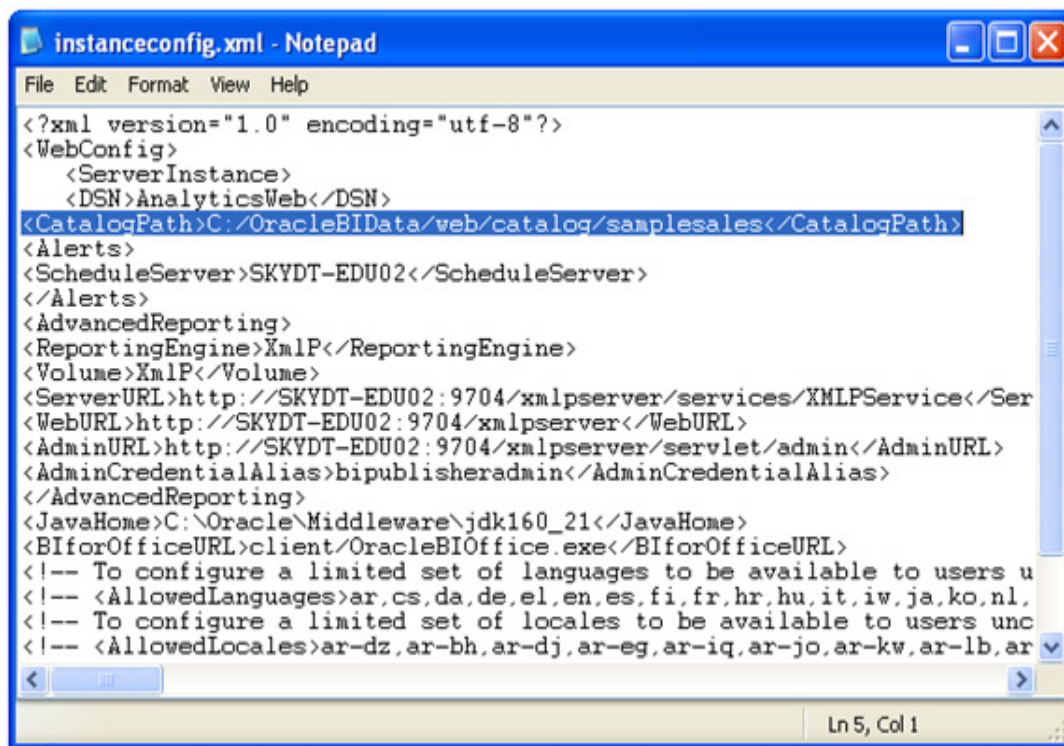 instanceconfig.xml - Notepad
File Edit Format View Help
<?xml version="1.0" encoding="utf-8"?>
<WebConfig>
<ServerInstance>
<DSN>AnalyticsWeb</DSN>
<CatalogPath>C:/OracleBIData/web/catalog/samplesales</CatalogPath>
<Alerts>
<ScheduleServer>SKYDT-EDU02</ScheduleServer>
</Alerts>
<AdvancedReporting>
<ReportingEngine>XmlP</ReportingEngine>
<Volume>XmlP</Volume>
<ServerURL>http://SKYDT-EDU02:9704/xmlpserver/services/XMLPService</Ser
<WebURL>http://SKYDT-EDU02:9704/xmlpserver</WebURL>
<AdminURL>http://SKYDT-EDU02:9704/xmlpserver/servlet/admin</AdminURL>
<AdminCredentialAlias>bipublisheradmin</AdminCredentialAlias>
</AdvancedReporting>
<JavaHome>C:\Oracle\Middleware\jdk160_21</JavaHome>
<BIforOfficeURL>client/OracleBIOffice.exe</BIforOfficeURL>
<!-- To configure a limited set of languages to be available to users u
<!-- <AllowedLanguages>ar,cs,da,de,el,en,es,fi,fr,hr,hu,it,iw,ja,ko,nl,
<!-- To configure a limited set of locales to be available to users unc
<!-- <AllowedLocales>ar-dz,ar-bh,ar-dj,ar-eg,ar-iq,ar-jo,ar-kw,ar-lb,ar
Ln 5, Col 1